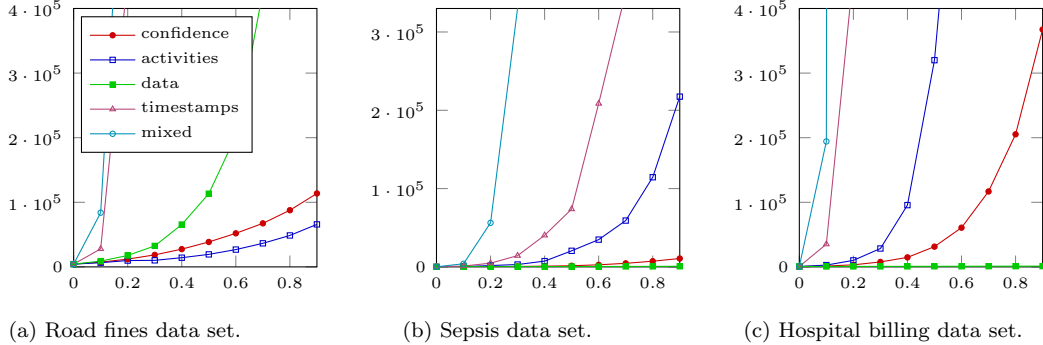 4 · 10^5
3 · 10^5
2 · 10^5
1 · 10^5
0
0 0.2 0.4 0.6 0.8
confidence
activities
data
timestamps
mixed
(a) Road fines data set.
3 · 10^5
2 · 10^5
1 · 10^5
0
0 0.2 0.4 0.6 0.8
(b) Sepsis data set.
4 · 10^5
3 · 10^5
2 · 10^5
1 · 10^5
0
0 0.2 0.4 0.6 0.8
(c) Hospital billing data set.